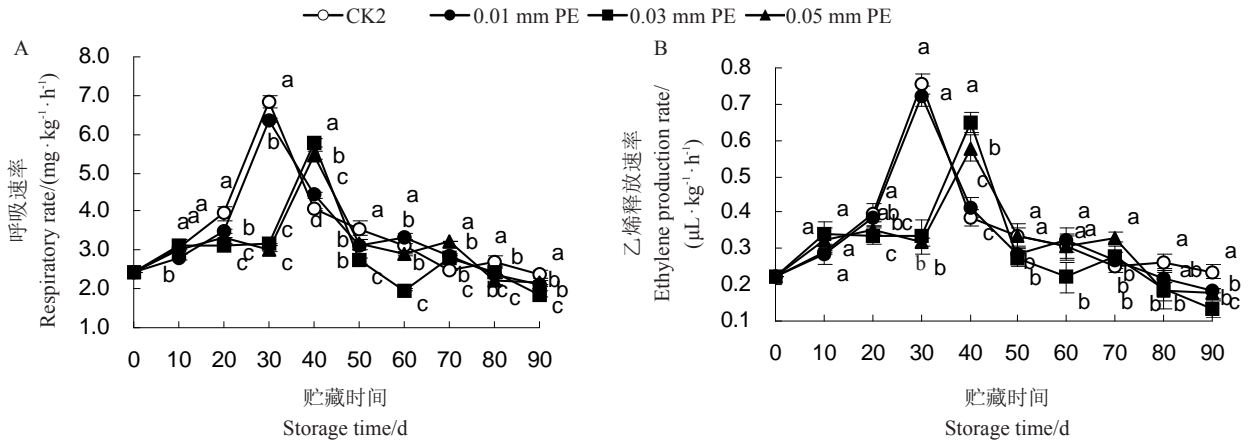 CK2 0.01 mm PE 0.03 mm PE 0.05 mm PE
A
呼吸速率
Respiratory rate/(mg·kg⁻¹·h⁻¹)
8.0
7.0
6.0
5.0
4.0
3.0
2.0
1.0
a
b
a
b
c
a
a
a
a
b
b
c
c
c
c
d
a
b
c
a
b
b
c
a
b
b
c
a
b
b
c
a
b
b
c
0 10 20 30 40 50 60 70 80 90
贮藏时间
Storage time/d
B
乙烯释放速率
Ethylene production rate/
(μL·kg⁻¹·h⁻¹)
0.8
0.7
0.6
0.5
0.4
0.3
0.2
0.1
a
a
a
b
c
c
a
a
a
a
a
ab
b
bc
b
b
a
a
b
b
a
a
a
b
a
b
b
b
a
a
b
b
a
b
b
c
0 10 20 30 40 50 60 70 80 90
贮藏时间
Storage time/d